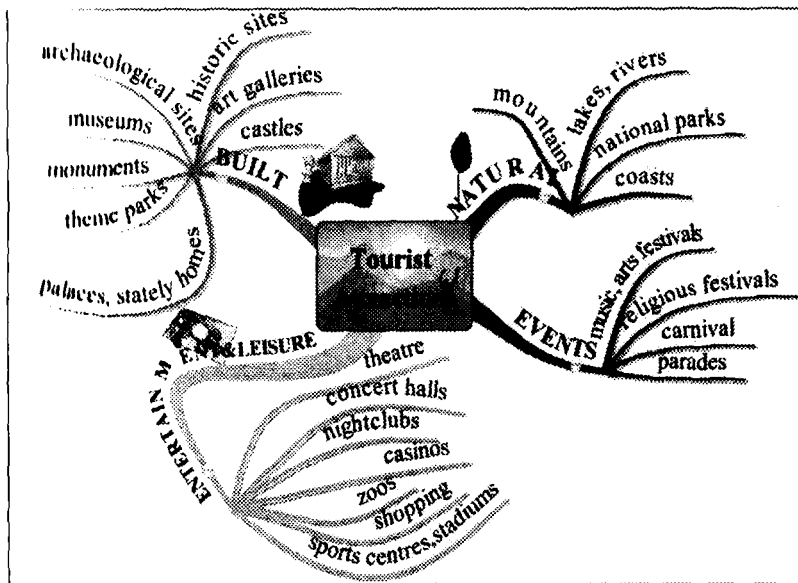 Tourist
BUILT
archaeological sites
historic sites
art galleries
castles
museums
monuments
theme parks
palaces, stately homes
NATURA
mountains
lakes, rivers
national parks
coasts
EVENTS
music, arts festivals
religious festivals
carnival
parades
ENTERTAINMENT&LEISURE
theatre
concert halls
nightclubs
casinos
zoos
shopping
sports centres,stadiums